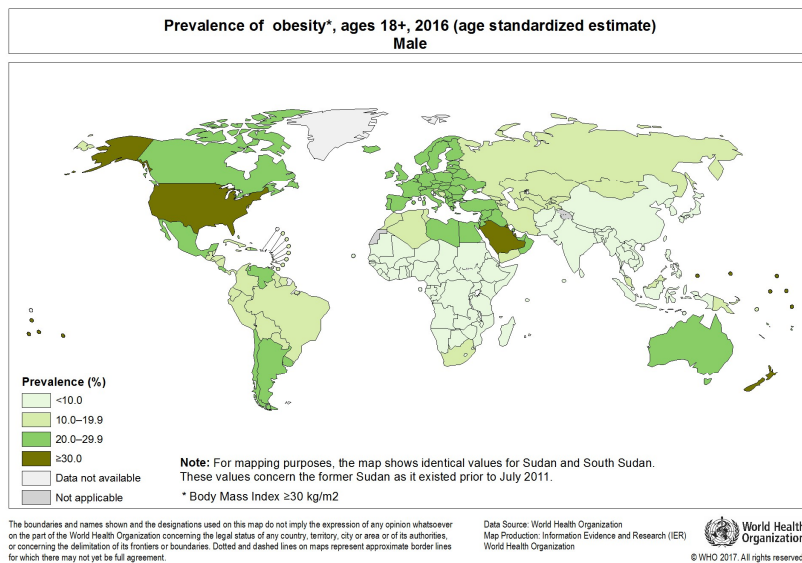 Prevalence of obesity*, ages 18+, 2016 (age standardized estimate)
Male
Prevalence (%)
<10.0
10.0–19.9
20.0–29.9
≥30.0
Data not available
Not applicable
Note: For mapping purposes, the map shows identical values for Sudan and South Sudan.
These values concern the former Sudan as it existed prior to July 2011.
* Body Mass Index ≥30 kg/m2
The boundaries and names shown and the designations used on this map do not imply the expression of any opinion whatsoever
on the part of the World Health Organization concerning the legal status of any country, territory, city or area or of its authorities,
or concerning the delimitation of its frontiers or boundaries. Dotted and dashed lines on maps represent approximate border lines
for which there may not yet be full agreement.
Data Source: World Health Organization
Map Production: Information Evidence and Research (IER)
World Health Organization
World Health
Organization
© WHO 2017. All rights reserved